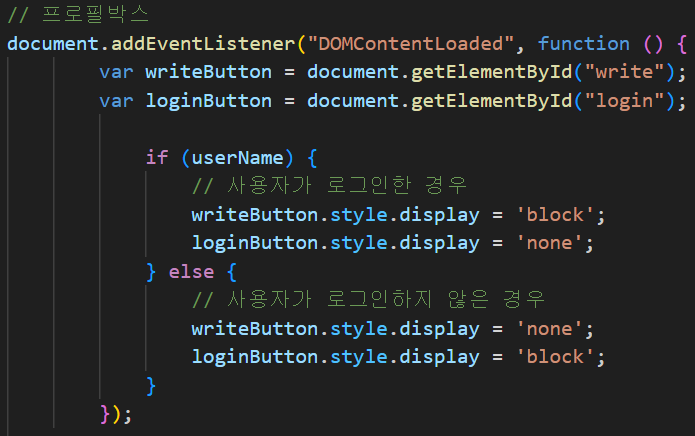 // 프로필박스
document.addEventListener("DOMContentLoaded", function () {
var writeButton = document.getElementById("write");
var loginButton = document.getElementById("login");
if (userName) {
// 사용자가 로그인한 경우
writeButton.style.display = 'block';
loginButton.style.display = 'none';
} else {
// 사용자가 로그인하지 않은 경우
writeButton.style.display = 'none';
loginButton.style.display = 'block';
}
});